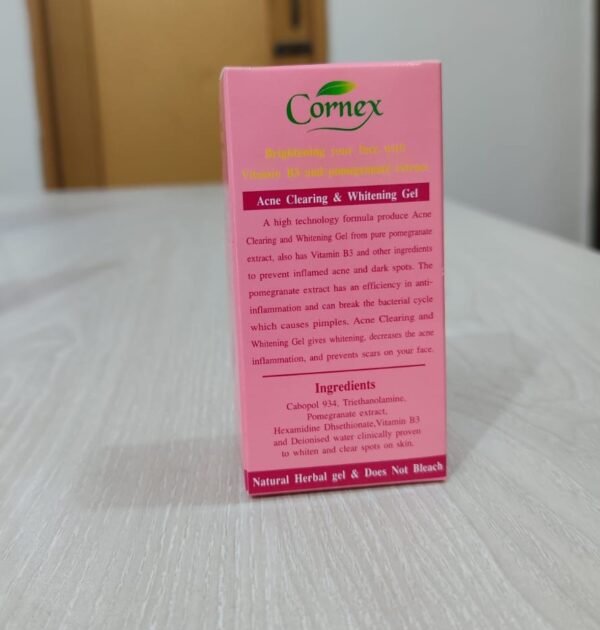 Cornex
Brightening your face with
Vitamin B3 and pomegranate extract
Acne Clearing & Whitening Gel
A high technology formula produce Acne
Clearing and Whitening Gel from pure pomegranate
extract, also has Vitamin B3 and other ingredients
to prevent inflamed acne and dark spots. The
pomegranate extract has an efficiency in anti-
inflammation and can break the bacterial cycle
which causes pimples. Acne Clearing and
Whitening Gel gives whitening, decreases the acne
inflammation, and prevents scars on your face.
Ingredients
Cabopol 934, Triethanolamine,
Pomegranate extract,
Hexamidine Dhsethionate,Vitamin B3
and Deionised water clinically proven
to whiten and clear spots on skin.
Natural Herbal gel & Does Not Bleach